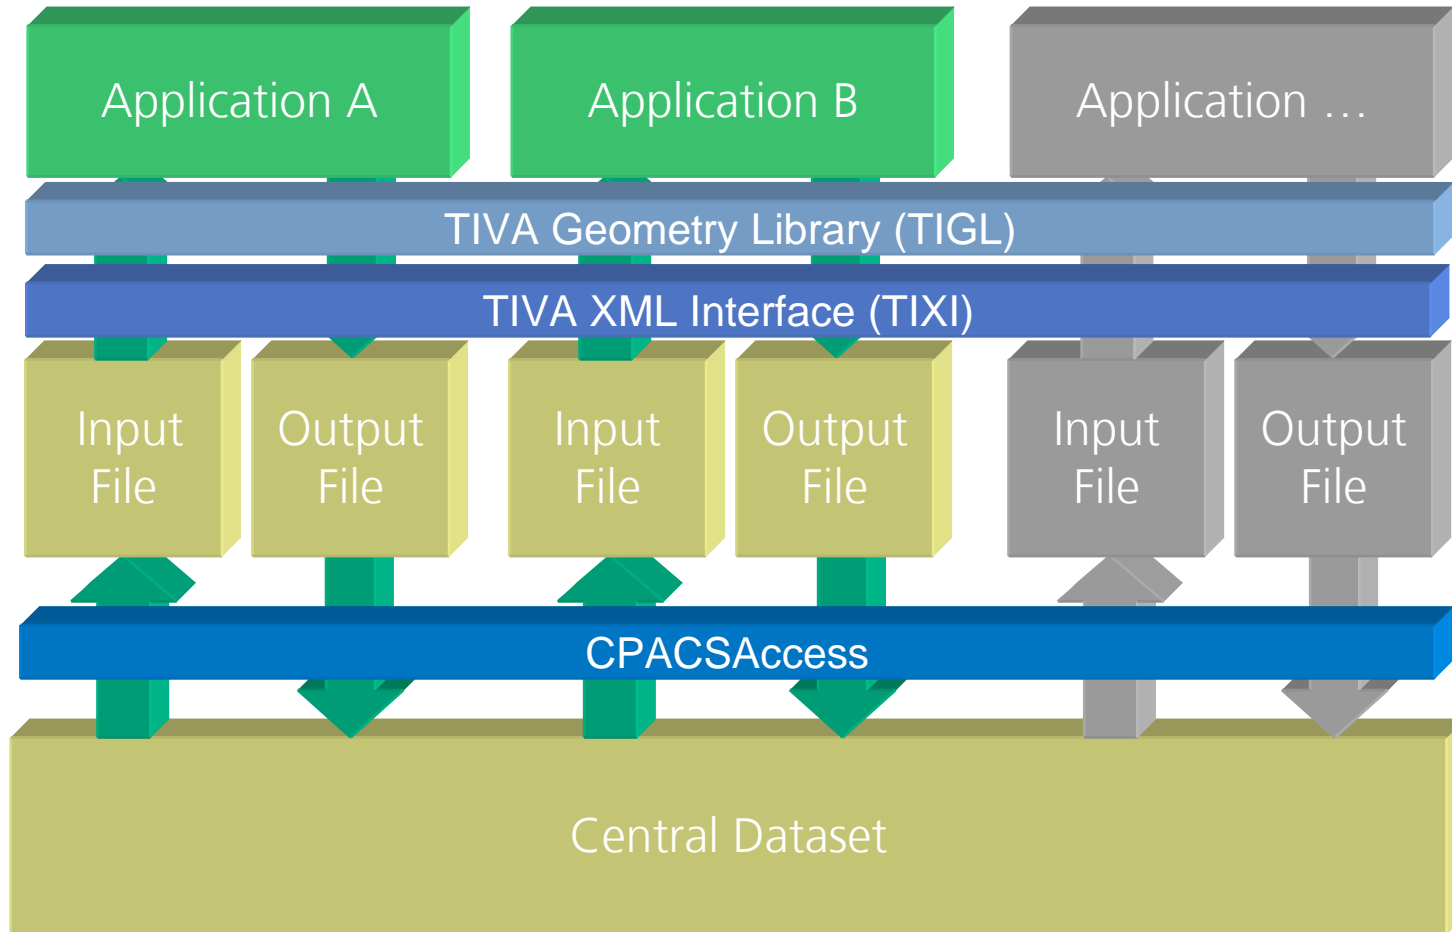 Application A
Application B
Application …
TIVA Geometry Library (TIGL)
TIVA XML Interface (TIXI)
Input
File
Output
File
Input
File
Output
File
Input
File
Output
File
CPACSAccess
Central Dataset